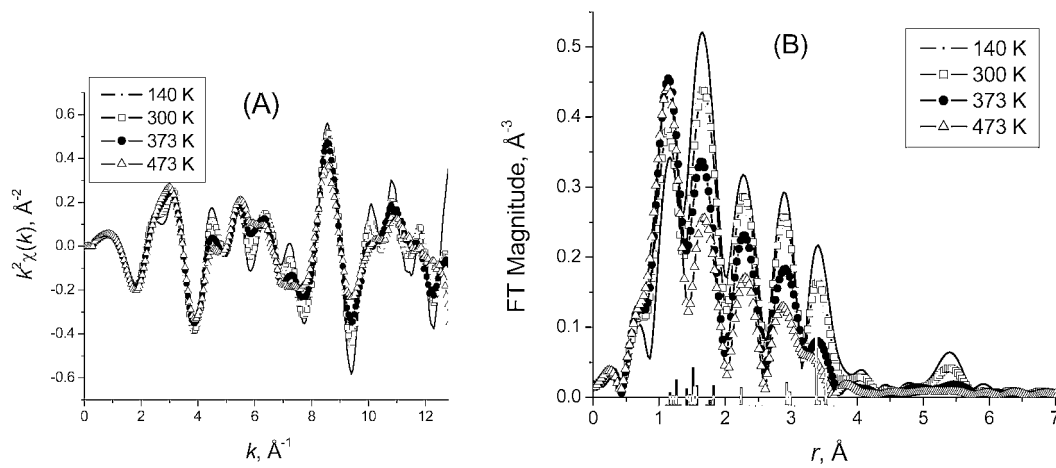 (A)
140 K
300 K
373 K
473 K
k²χ(k), Å⁻²
0.6
0.4
0.2
0.0
-0.2
-0.4
-0.6
0 2 4 6 8 10 12
k, Å⁻¹
(B)
140 K
300 K
373 K
473 K
FT Magnitude, Å⁻³
0.5
0.4
0.3
0.2
0.1
0.0
0 1 2 3 4 5 6 7
r, Å